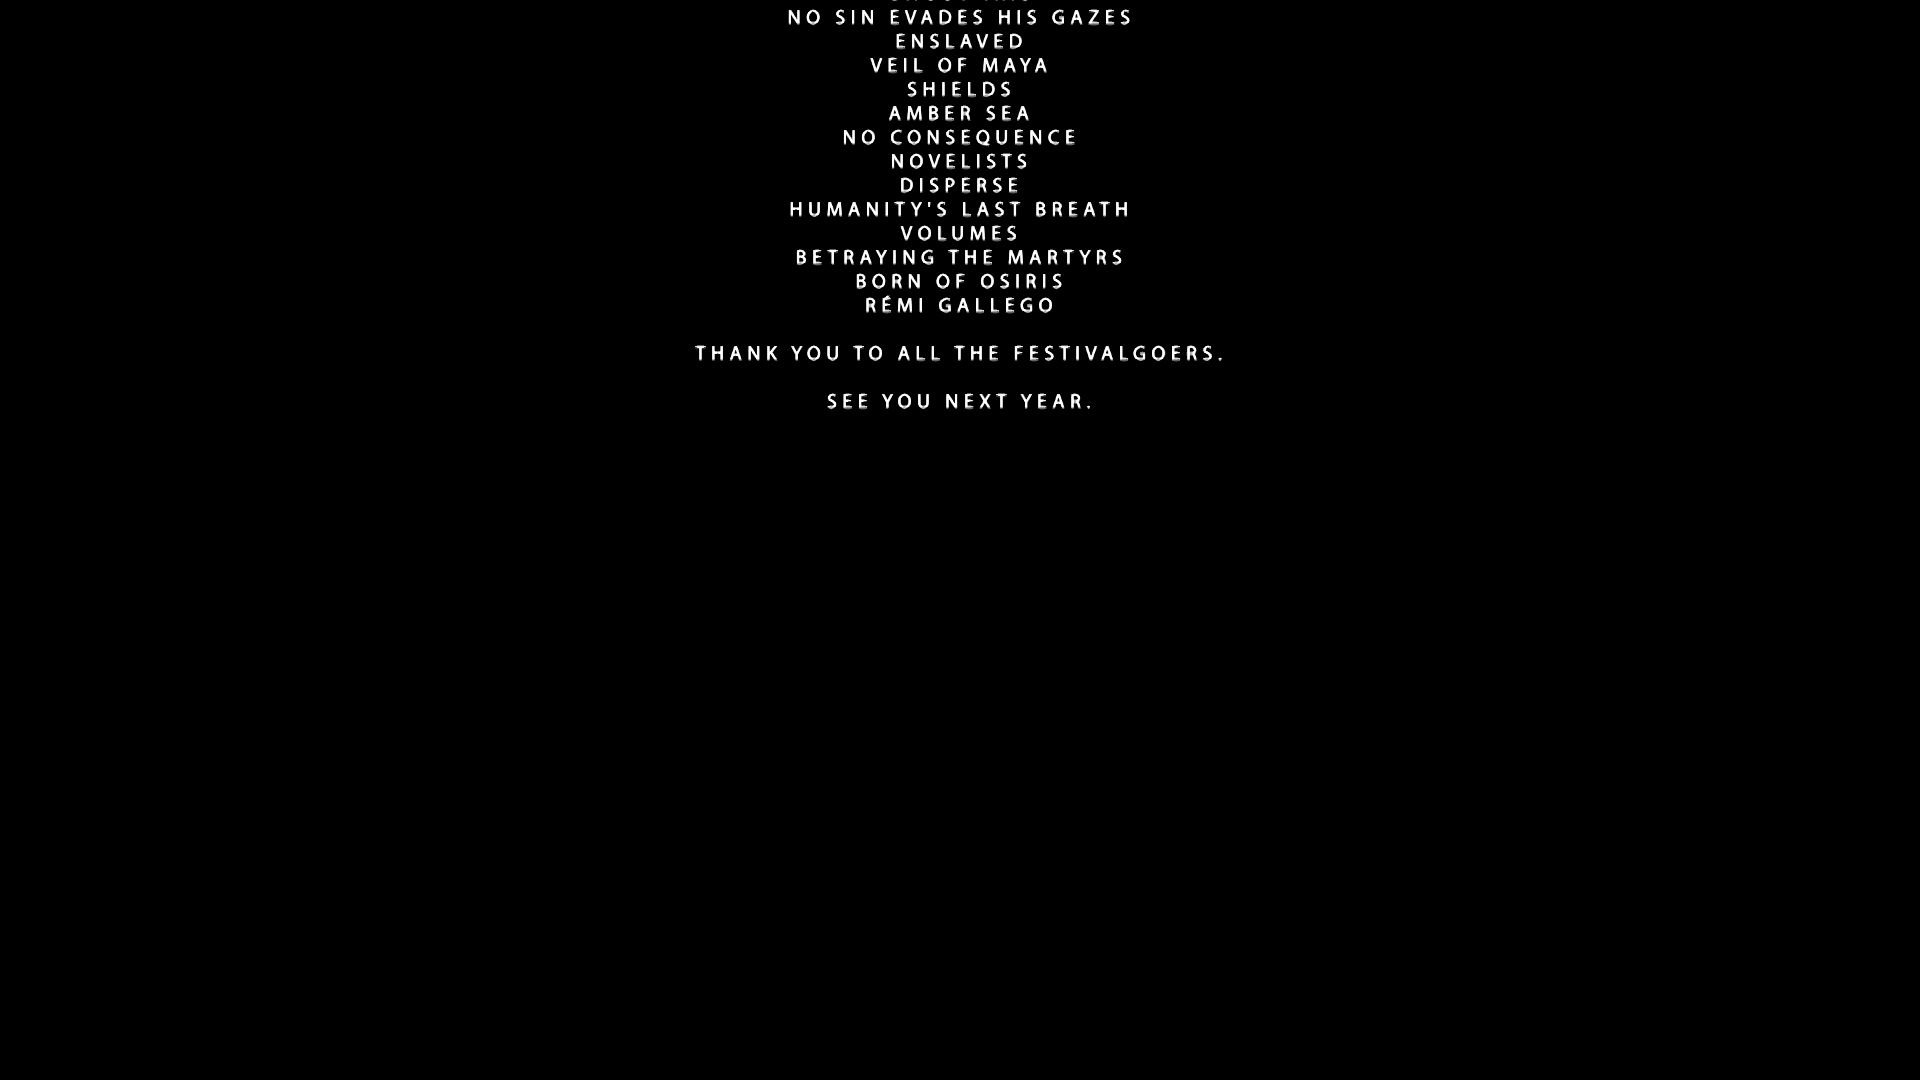 NO SIN EVADES HIS GAZES
ENSLAVED
VEIL OF MAYA
SHIELDS
AMBER SEA
NO CONSEQUENCE
NOVELISTS
DISPERSE
HUMANITY'S LAST BREATH
VOLUMES
BETRAYING THE MARTYRS
BORN OF OSIRIS
RÉMI GALLEGO
THANK YOU TO ALL THE FESTIVALGOERS.
SEE YOU NEXT YEAR.